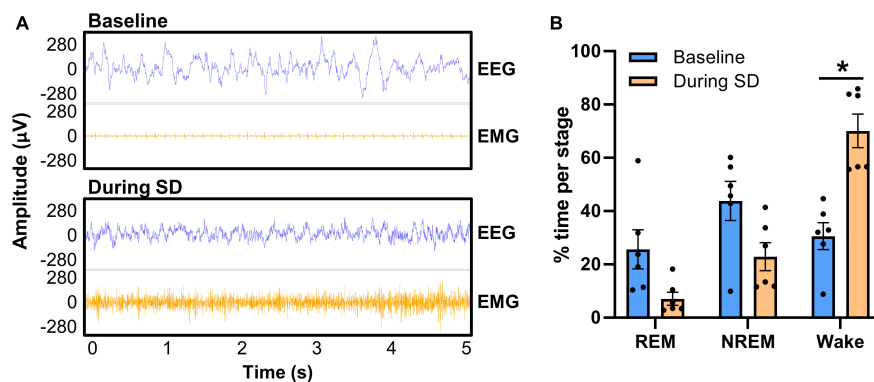 A
Baseline
280
0
-280
EEG
280
0
-280
EMG
During SD
280
0
-280
EEG
280
0
-280
EMG
Amplitude (µV)
0 1 2 3 4 5
Time (s)
B
Baseline
During SD
*
100
80
60
40
20
0
% time per stage
REM NREM Wake